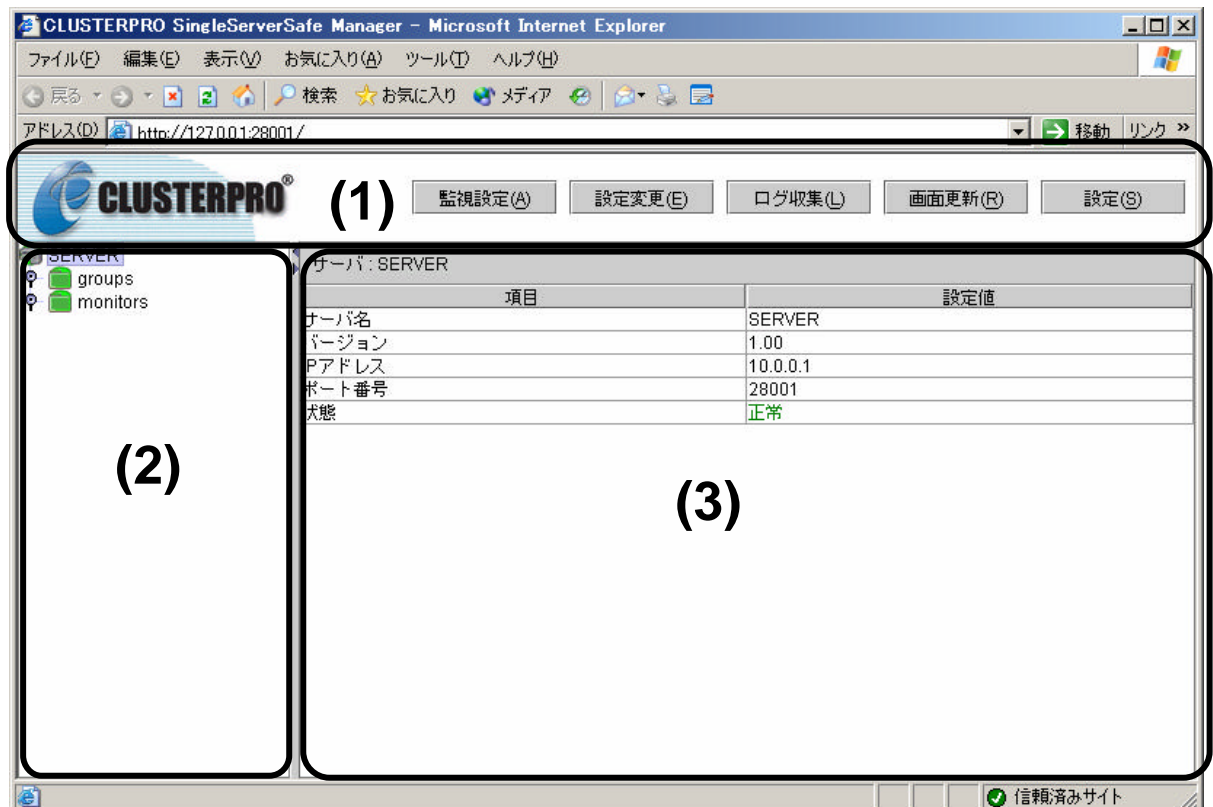 CLUSTERPRO SingleServerSafe Manager - Microsoft Internet Explorer
ファイル(F) 編集(E) 表示(V) お気に入り(A) ツール(T) ヘルプ(H)
戻る 検索 お気に入り メディア
アドレス(D) http://127.0.0.1:28001/ 移動 リンク »
CLUSTERPRO® (1) 監視設定(A) 設定変更(E) ログ収集(L) 画面更新(R) 設定(S)
SERVER
groups
monitors
(2)
サーバ : SERVER
項目 設定値
サーバ名 SERVER
バージョン 1.00
IPアドレス 10.0.0.1
ポート番号 28001
状態 正常
(3)
信頼済みサイト